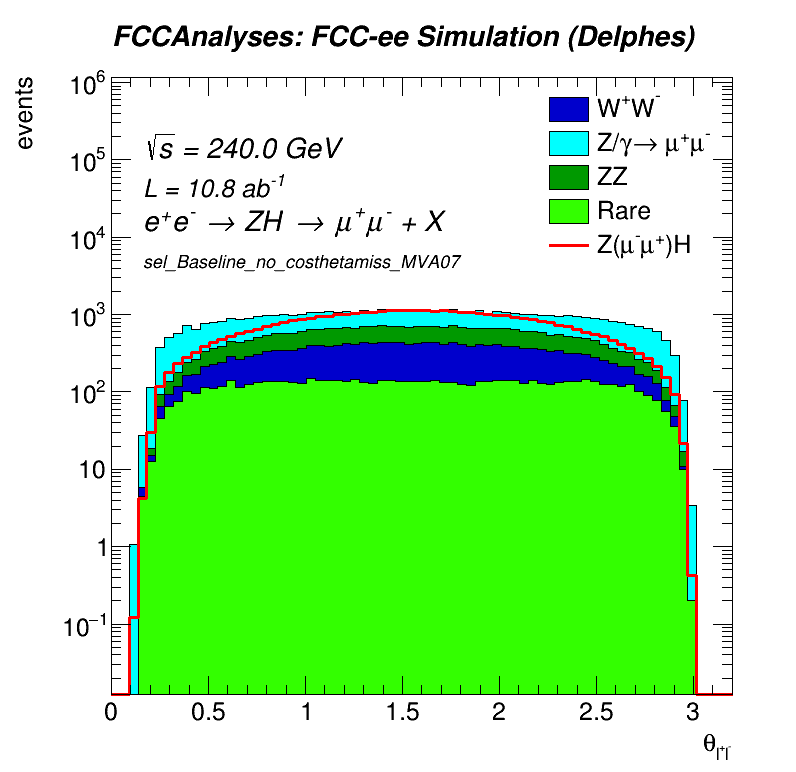 FCCAnalyses: FCC-ee Simulation (Delphes)
events
10⁶
10⁵
10⁴
10³
10²
10
1
10⁻¹
√s = 240.0 GeV
L = 10.8 ab⁻¹
e⁺e⁻ → ZH → μ⁺μ⁻ + X
sel_Baseline_no_costhetamiss_MVA07
W⁺W⁻
Z/γ→ μ⁺μ⁻
ZZ
Rare
Z(μ⁻μ⁺)H
0 0.5 1 1.5 2 2.5 3
θ_{l⁺l⁻}